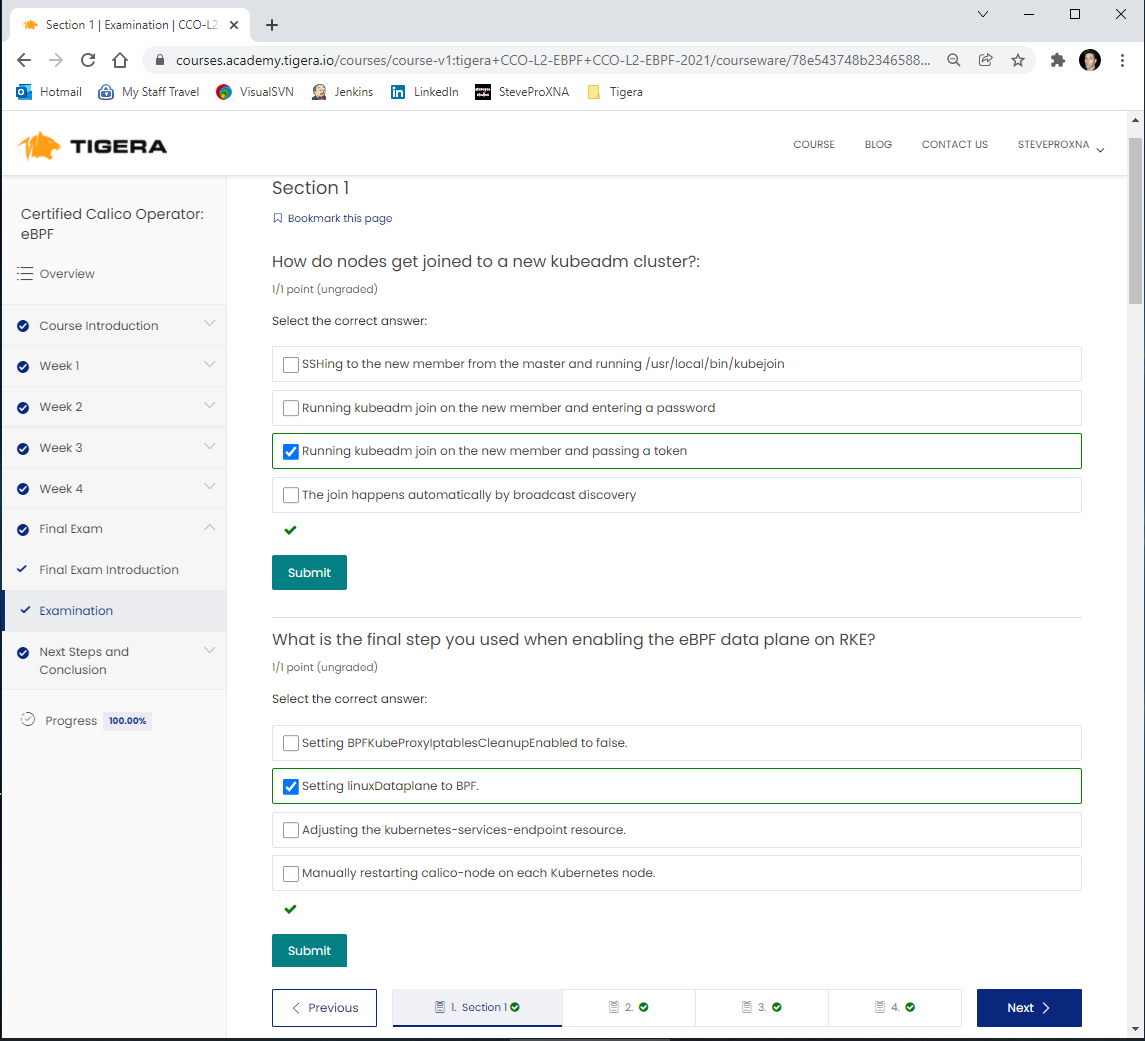 Section 1 | Examination | CCO-L2
courses.academy.tigera.io/courses/course-v1:tigera+CCO-L2-EBPF+CCO-L2-EBPF-2021/courseware/78e543748b2346588...
Hotmail My Staff Travel VisualSVN Jenkins LinkedIn SteveProXNA Tigera
TIGERA
COURSE BLOG CONTACT US STEVEPROXNA
Certified Calico Operator:
eBPF
Overview
Course Introduction
Week 1
Week 2
Week 3
Week 4
Final Exam
Final Exam Introduction
Examination
Next Steps and
Conclusion
Progress 100.00%
Section 1
Bookmark this page
How do nodes get joined to a new kubeadm cluster?:
1/1 point (ungraded)
Select the correct answer:
SSHing to the new member from the master and running /usr/local/bin/kubejoin
Running kubeadm join on the new member and entering a password
Running kubeadm join on the new member and passing a token
The join happens automatically by broadcast discovery
Submit
What is the final step you used when enabling the eBPF data plane on RKE?
1/1 point (ungraded)
Select the correct answer:
Setting BPFKubeProxyIptablesCleanupEnabled to false.
Setting linuxDataplane to BPF.
Adjusting the kubernetes-services-endpoint resource.
Manually restarting calico-node on each Kubernetes node.
Submit
Previous 1. Section 1 2. 3. 4. Next